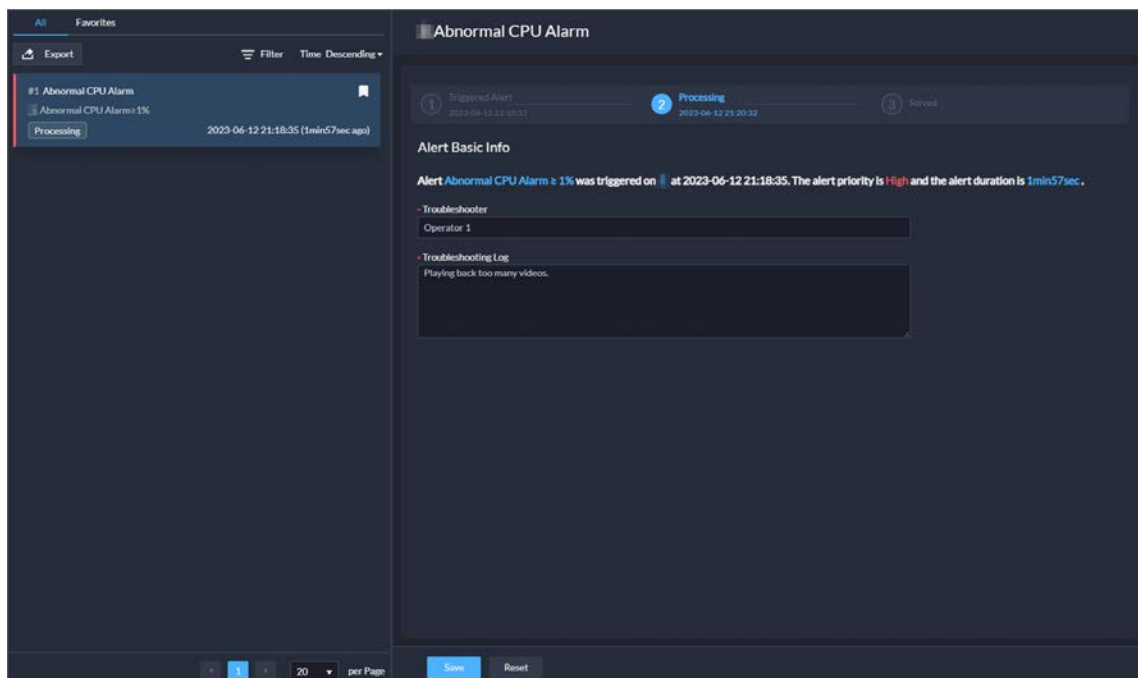 All Favorites
Export Filter Time Descending
#1 Abnormal CPU Alarm
Abnormal CPU Alarm≥1%
Processing 2023-06-12 21:18:35 (1min57sec ago)
1 per Page
20
Abnormal CPU Alarm
1 Triggered Alert 2 Processing 3 Solved
2023-06-12 21:20:32
Alert Basic Info
Alert Abnormal CPU Alarm ≥ 1% was triggered on at 2023-06-12 21:18:35. The alert priority is High and the alert duration is 1min57sec .
Troubleshooter
Operator 1
Troubleshooting Log
Playing back too many videos.
Save Reset